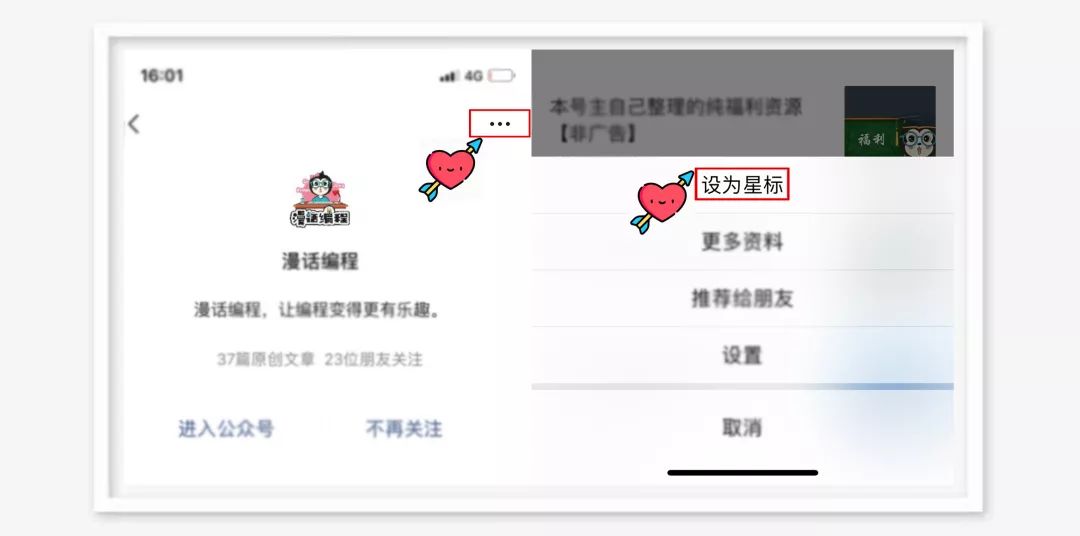 16:01
4G
...
漫话编程
漫话编程
漫话编程，让编程变得更有乐趣。
37篇原创文章 23位朋友关注
进入公众号 不再关注
本号主自己整理的纯福利资源
【非广告】
福利
设为星标
更多资料
推荐给朋友
设置
取消